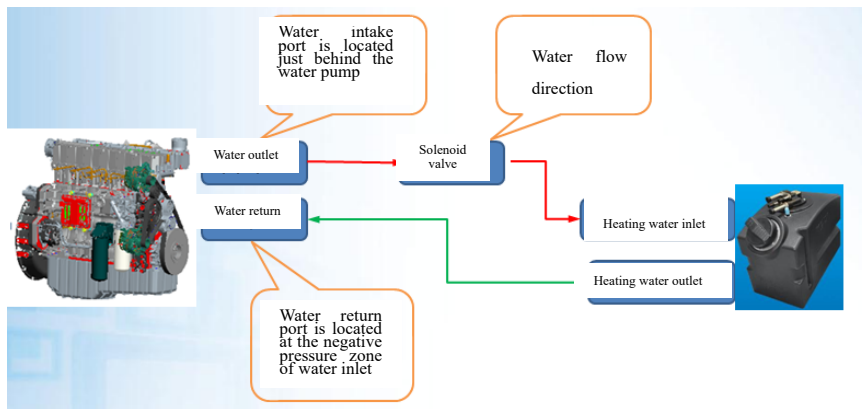 Water intake
port is located
just behind the
water pump
Water flow
direction
Water outlet
Solenoid
valve
Water return
Heating water inlet
Heating water outlet
Water return
port is located
at the negative
pressure zone
of water inlet